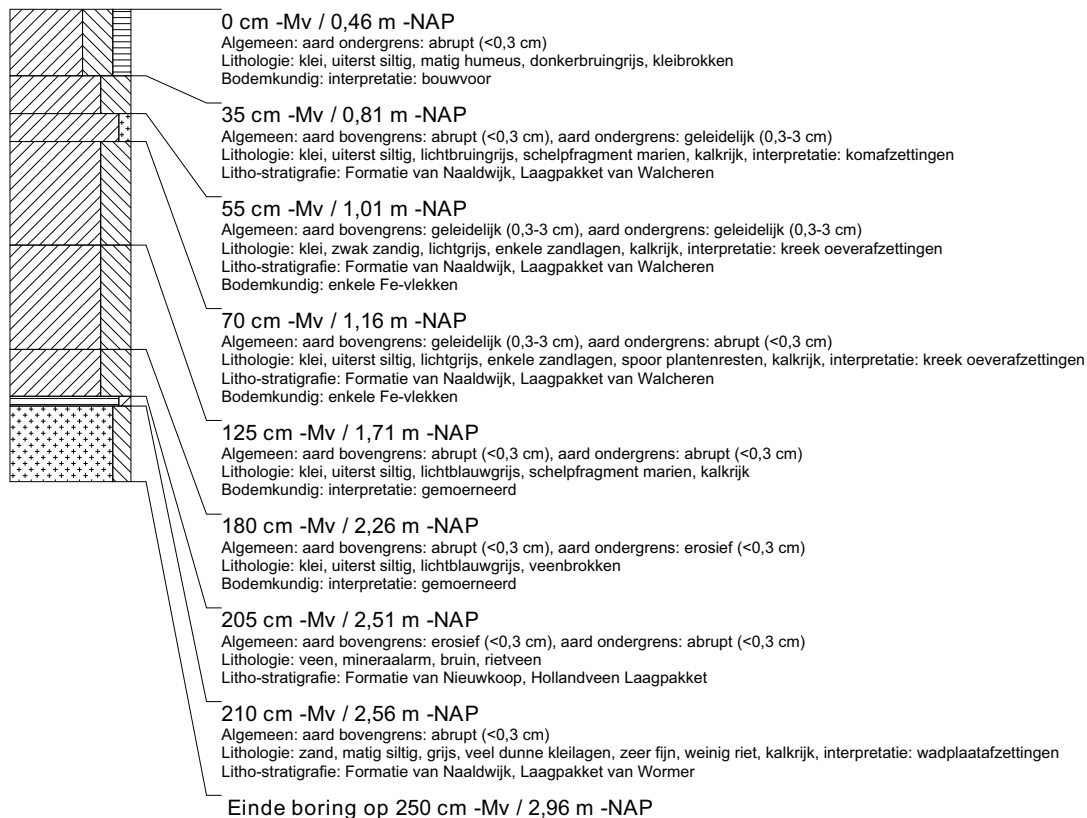 0 cm -Mv / 0,46 m -NAP
Algemeen: aard ondergrens: abrupt (<0,3 cm)
Lithologie: klei, uiterst siltig, matig humeus, donkerbruingrijs, kleibrokken
Bodemkundig: interpretatie: bouwvoor
35 cm -Mv / 0,81 m -NAP
Algemeen: aard bovengrens: abrupt (<0,3 cm), aard ondergrens: geleidelijk (0,3-3 cm)
Lithologie: klei, uiterst siltig, lichtbruingrijs, schelpfragment marien, kalkrijk, interpretatie: komafzettingen
Litho-stratigrafie: Formatie van Naaldwijk, Laagpakket van Walcheren
55 cm -Mv / 1,01 m -NAP
Algemeen: aard bovengrens: geleidelijk (0,3-3 cm), aard ondergrens: geleidelijk (0,3-3 cm)
Lithologie: klei, zwak zandig, lichtgrijs, enkele zandlagen, kalkrijk, interpretatie: kreek oeverafzettingen
Litho-stratigrafie: Formatie van Naaldwijk, Laagpakket van Walcheren
Bodemkundig: enkele Fe-vlekken
70 cm -Mv / 1,16 m -NAP
Algemeen: aard bovengrens: geleidelijk (0,3-3 cm), aard ondergrens: abrupt (<0,3 cm)
Lithologie: klei, uiterst siltig, lichtgrijs, enkele zandlagen, spoor plantenresten, kalkrijk, interpretatie: kreek oeverafzettingen
Litho-stratigrafie: Formatie van Naaldwijk, Laagpakket van Walcheren
Bodemkundig: enkele Fe-vlekken
125 cm -Mv / 1,71 m -NAP
Algemeen: aard bovengrens: abrupt (<0,3 cm), aard ondergrens: abrupt (<0,3 cm)
Lithologie: klei, uiterst siltig, lichtblauwgrijs, schelpfragment marien, kalkrijk
Bodemkundig: interpretatie: gemoerneerd
180 cm -Mv / 2,26 m -NAP
Algemeen: aard bovengrens: abrupt (<0,3 cm), aard ondergrens: erosief (<0,3 cm)
Lithologie: klei, uiterst siltig, lichtblauwgrijs, veenbrokken
Bodemkundig: interpretatie: gemoerneerd
205 cm -Mv / 2,51 m -NAP
Algemeen: aard bovengrens: erosief (<0,3 cm), aard ondergrens: abrupt (<0,3 cm)
Lithologie: veen, mineraalarm, bruin, rietveen
Litho-stratigrafie: Formatie van Nieuwkoop, Hollandveen Laagpakket
210 cm -Mv / 2,56 m -NAP
Algemeen: aard bovengrens: abrupt (<0,3 cm)
Lithologie: zand, matig siltig, grijs, veel dunne kleilagen, zeer fijn, weinig riet, kalkrijk, interpretatie: wadplaatafzettingen
Litho-stratigrafie: Formatie van Naaldwijk, Laagpakket van Wormer
Einde boring op 250 cm -Mv / 2,96 m -NAP